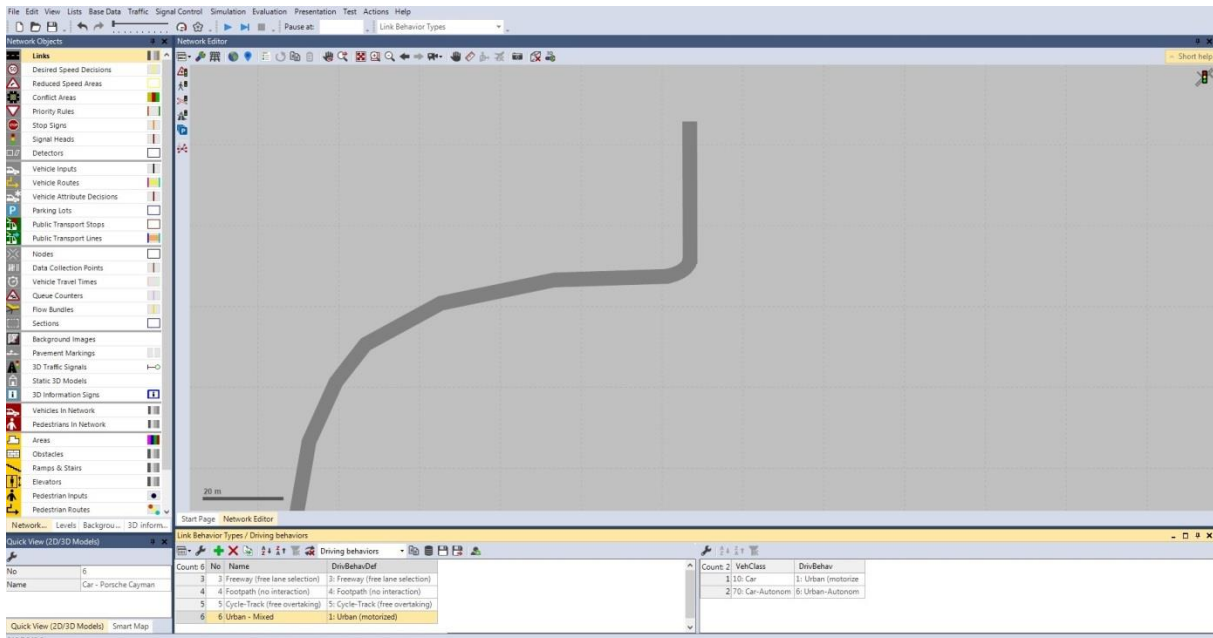 File Edit View Lists Base Data Traffic Signal Control Simulation Evaluation Presentation Test Actions Help
Pause at: Link Behavior Types
Network Objects
Network Editor
Links
Short help
Desired Speed Decisions
Reduced Speed Areas
Conflict Areas
Priority Rules
Stop Signs
Signal Heads
Detectors
Vehicle Inputs
Vehicle Routes
Vehicle Attribute Decisions
Parking Lots
Public Transport Stops
Public Transport Lines
Nodes
Data Collection Points
Vehicle Travel Times
Queue Counters
Flow Bundles
Sections
Background Images
Pavement Markings
3D Traffic Signals
Static 3D Models
3D Information Signs
Vehicles In Network
Pedestrians In Network
Areas
Obstacles
Ramps & Stairs
Elevators
Pedestrian Inputs
Pedestrian Routes
20 m
Network... Levels Backgrou... 3D inform...
Start Page Network Editor
Quick View (2D/3D Models)
No 6
Name Car - Porsche Cayman
Quick View (2D/3D Models) Smart Map
Link Behavior Types / Driving behaviors
Driving behaviors
Count: 6 No Name DrivBehavDef
3 3 Freeway (free lane selection) 3: Freeway (free lane selection)
4 4 Footpath (no interaction) 4: Footpath (no interaction)
5 5 Cycle-Track (free overtaking) 5: Cycle-Track (free overtaking)
6 6 Urban - Mixed 1: Urban (motorized)
Count: 2 VehClass DrivBehav
1 10: Car 1: Urban (motorize
2 70: Car-Autonom 6: Urban-Autonom